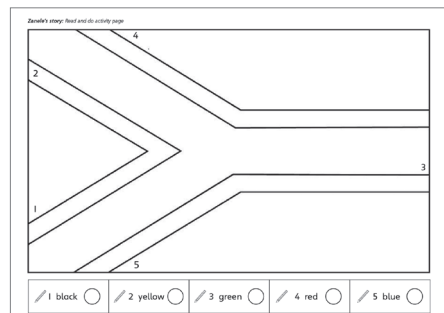 Zanele's story: Read and do activity page
4
2
3
1
5
1 black 2 yellow 3 green 4 red 5 blue